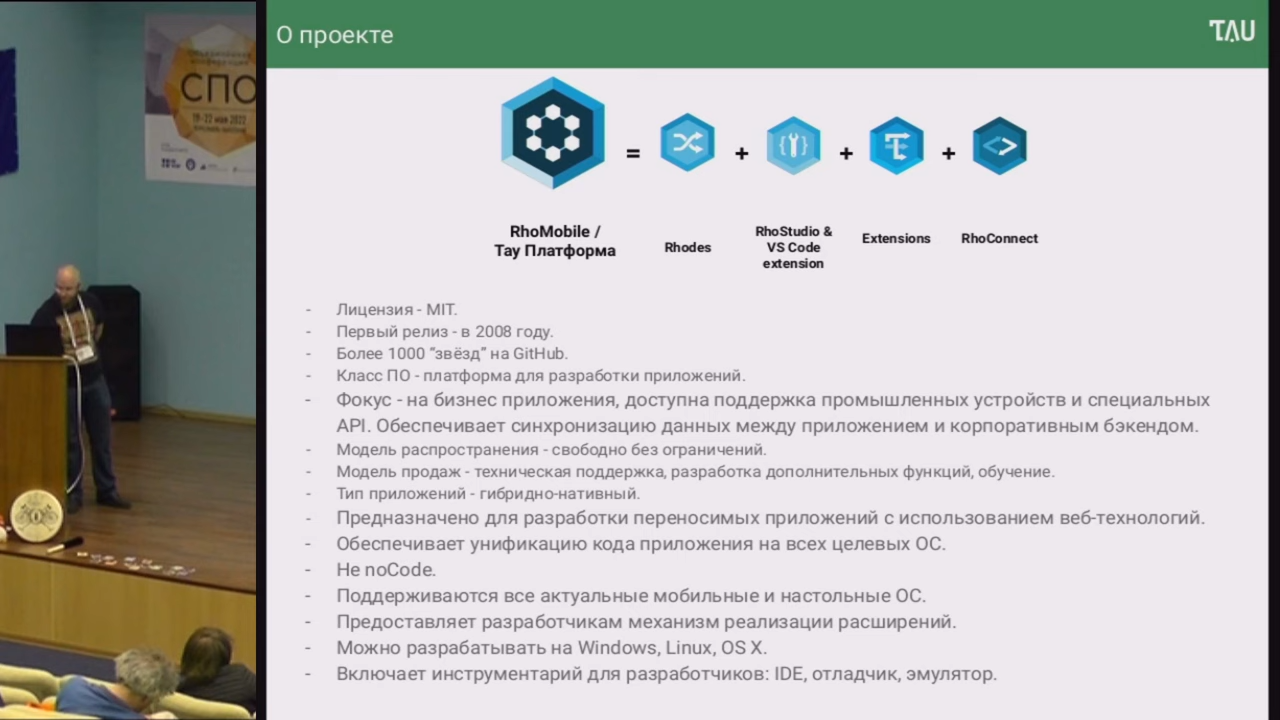 О проекте
TAU
СПО
19-22 мая 2022
=
+
+
+
RhoMobile /
Тау Платформа
Rhodes
RhoStudio &
VS Code
extension
Extensions
RhoConnect
- Лицензия - MIT.
- Первый релиз - в 2008 году.
- Более 1000 “звёзд” на GitHub.
- Класс ПО - платформа для разработки приложений.
- Фокус - на бизнес приложения, доступна поддержка промышленных устройств и специальных
API. Обеспечивает синхронизацию данных между приложением и корпоративным бэкендом.
- Модель распространения - свободно без ограничений.
- Модель продаж - техническая поддержка, разработка дополнительных функций, обучение.
- Тип приложений - гибридно-нативный.
- Предназначено для разработки переносимых приложений с использованием веб-технологий.
- Обеспечивает унификацию кода приложения на всех целевых ОС.
- Не noCode.
- Поддерживаются все актуальные мобильные и настольные ОС.
- Предоставляет разработчикам механизм реализации расширений.
- Можно разрабатывать на Windows, Linux, OS X.
- Включает инструментарий для разработчиков: IDE, отладчик, эмулятор.